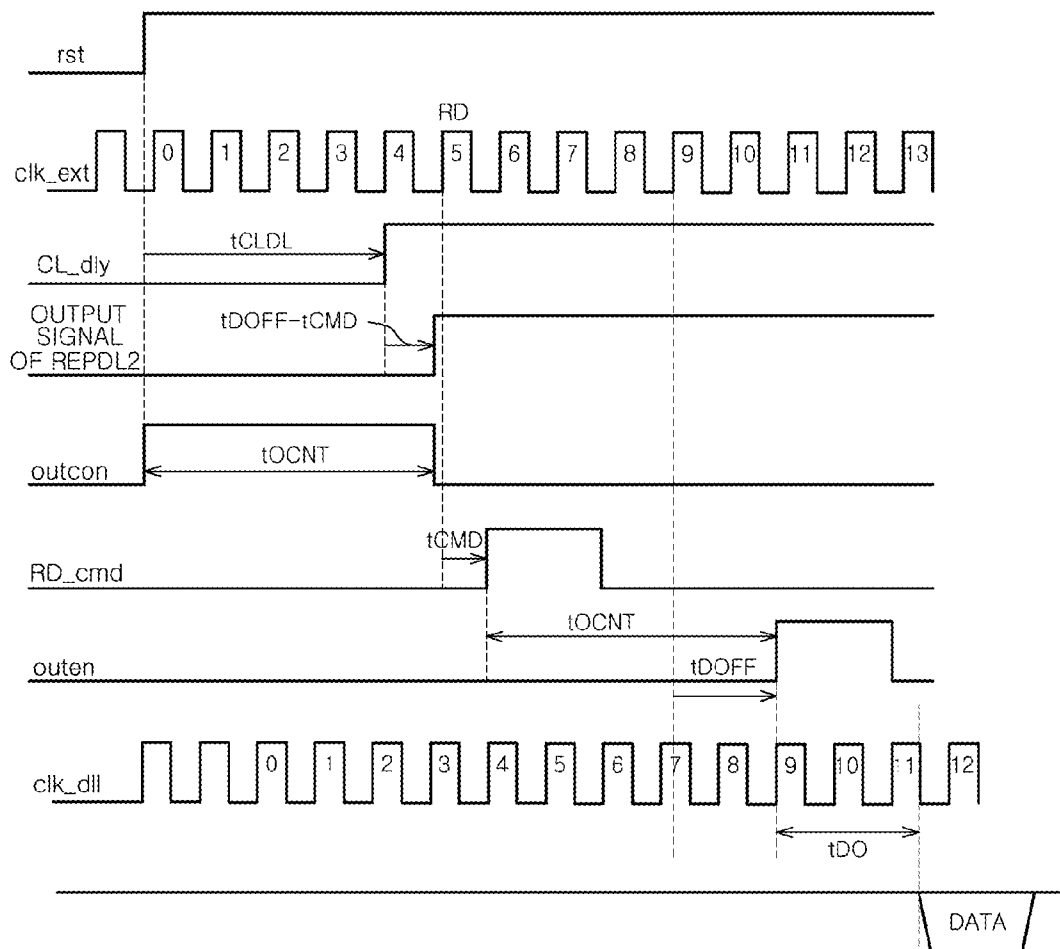 rst
RD
clk_ext
0 1 2 3 4 5 6 7 8 9 10 11 12 13
tCLDL
CL_dly
OUTPUT
SIGNAL
OF REPDL2
tDOFF-tCMD
tOCNT
outcon
tCMD
RD_cmd
tOCNT
outen
tDOFF
clk_dll
0 1 2 3 4 5 6 7 8 9 10 11 12
tDO
DATA